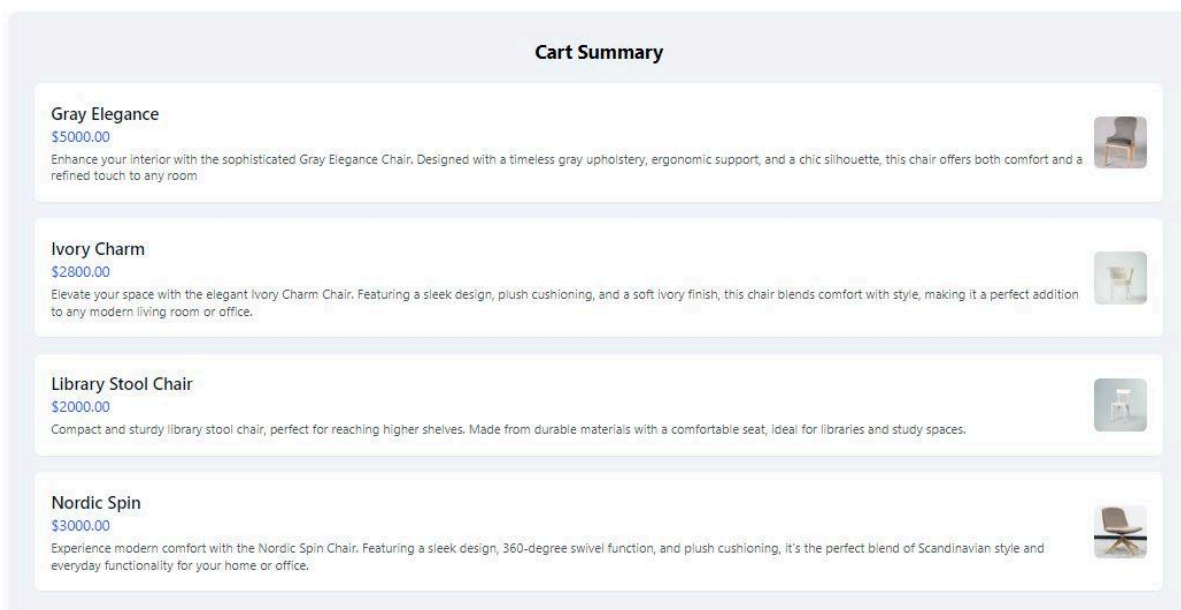 Cart Summary
Gray Elegance
$5000.00
Enhance your interior with the sophisticated Gray Elegance Chair. Designed with a timeless gray upholstery, ergonomic support, and a chic silhouette, this chair offers both comfort and a
refined touch to any room
Ivory Charm
$2800.00
Elevate your space with the elegant Ivory Charm Chair. Featuring a sleek design, plush cushioning, and a soft ivory finish, this chair blends comfort with style, making it a perfect addition
to any modern living room or office.
Library Stool Chair
$2000.00
Compact and sturdy library stool chair, perfect for reaching higher shelves. Made from durable materials with a comfortable seat, ideal for libraries and study spaces.
Nordic Spin
$3000.00
Experience modern comfort with the Nordic Spin Chair. Featuring a sleek design, 360-degree swivel function, and plush cushioning, it's the perfect blend of Scandinavian style and
everyday functionality for your home or office.